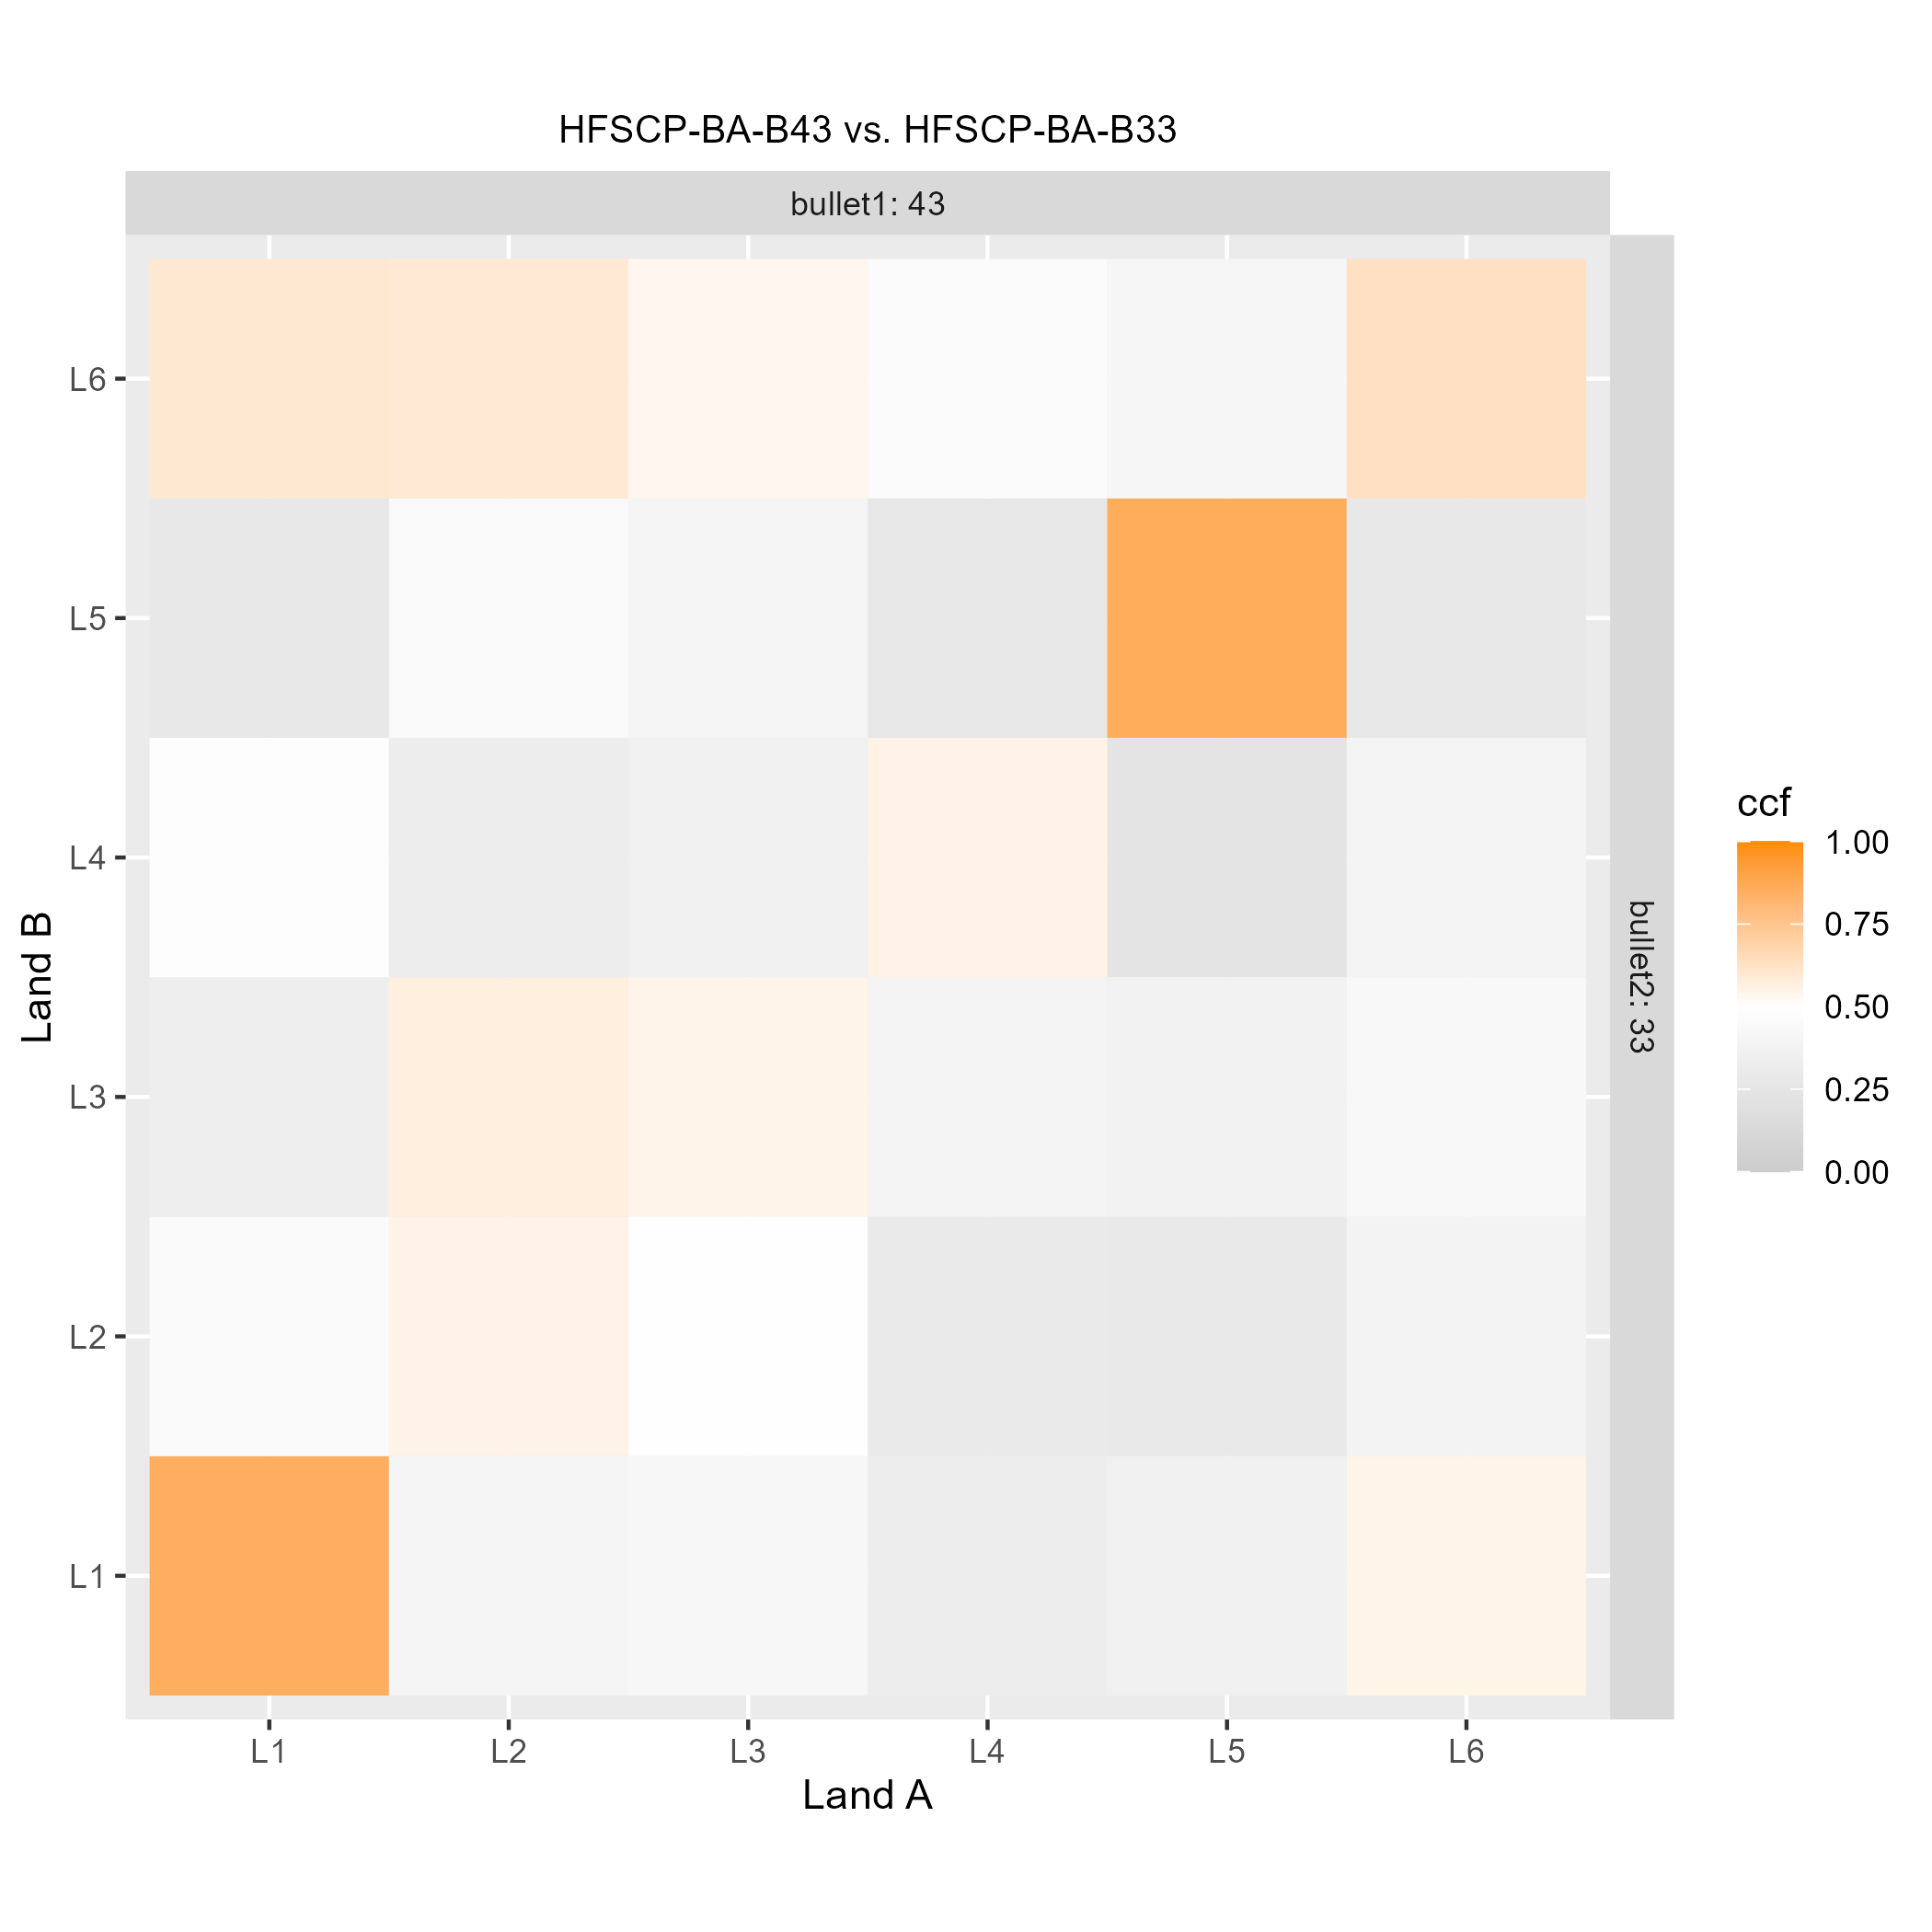 HFSCP-BA-B43 vs. HFSCP-BA-B33
bullet1: 43
L6
L5
L4
L3
L2
L1
Land B
L1 L2 L3 L4 L5 L6
Land A
bullet2: 33
ccf
1.00
0.75
0.50
0.25
0.00